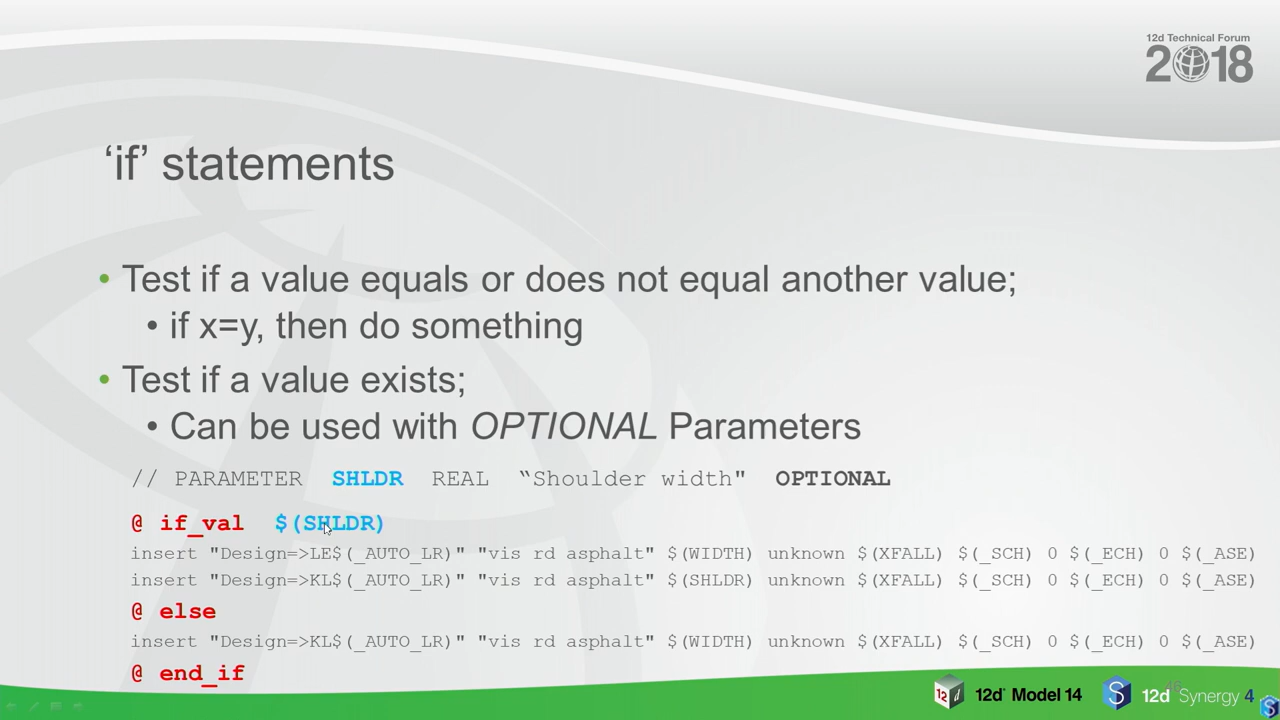 12d Technical Forum
2018
‘if’ statements
• Test if a value equals or does not equal another value;
• if x=y, then do something
• Test if a value exists;
• Can be used with OPTIONAL Parameters
// PARAMETER SHLDR REAL “Shoulder width" OPTIONAL
@ if_val $(SHLDR)
insert "Design=>LE$(_AUTO_LR)" "vis rd asphalt" $(WIDTH) unknown $(XFALL) $(_SCH) 0 $(_ECH) 0 $(_ASE)
insert "Design=>KL$(_AUTO_LR)" "vis rd asphalt" $(SHLDR) unknown $(XFALL) $(_SCH) 0 $(_ECH) 0 $(_ASE)
@ else
insert "Design=>KL$(_AUTO_LR)" "vis rd asphalt" $(WIDTH) unknown $(XFALL) $(_SCH) 0 $(_ECH) 0 $(_ASE)
@ end_if
12d 12d® Model 14 S 12d Synergy 4